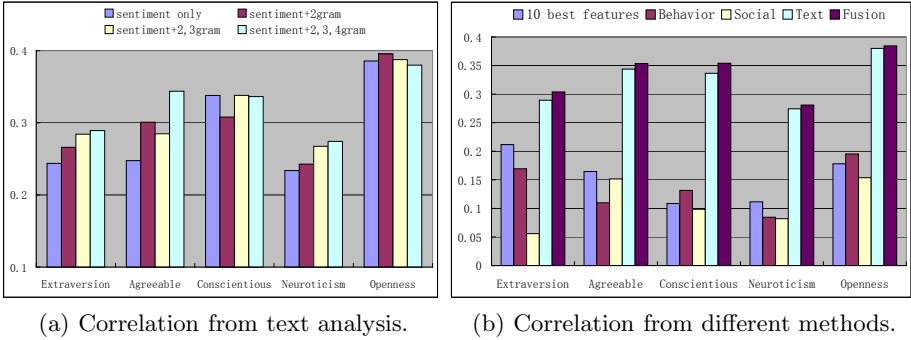 sentiment only
sentiment+2gram
sentiment+2,3gram
sentiment+2,3,4gram
0.4
0.3
0.2
0.1
Extraversion Agreeable Conscientious Neuroticism Openness
(a) Correlation from text analysis.
10 best features Behavior Social Text Fusion
0.4
0.35
0.3
0.25
0.2
0.15
0.1
0.05
0
Extraversion Agreeable Conscientious Neuroticism Openness
(b) Correlation from different methods.